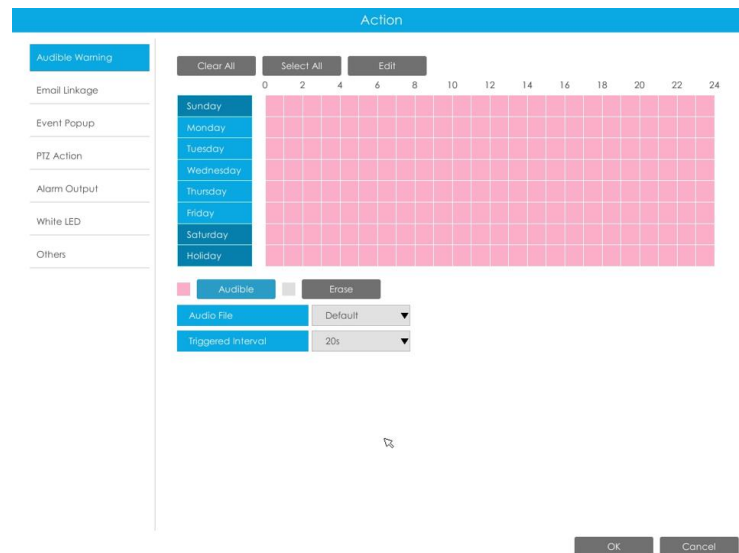 Action
Audible Warning
Email Linkage
Event Popup
PTZ Action
Alarm Output
White LED
Others
Clear All Select All Edit
0 2 4 6 8 10 12 14 16 18 20 22 24
Sunday
Monday
Tuesday
Wednesday
Thursday
Friday
Saturday
Holiday
Audible Erase
Audio File Default
Triggered Interval 20s
OK Cancel